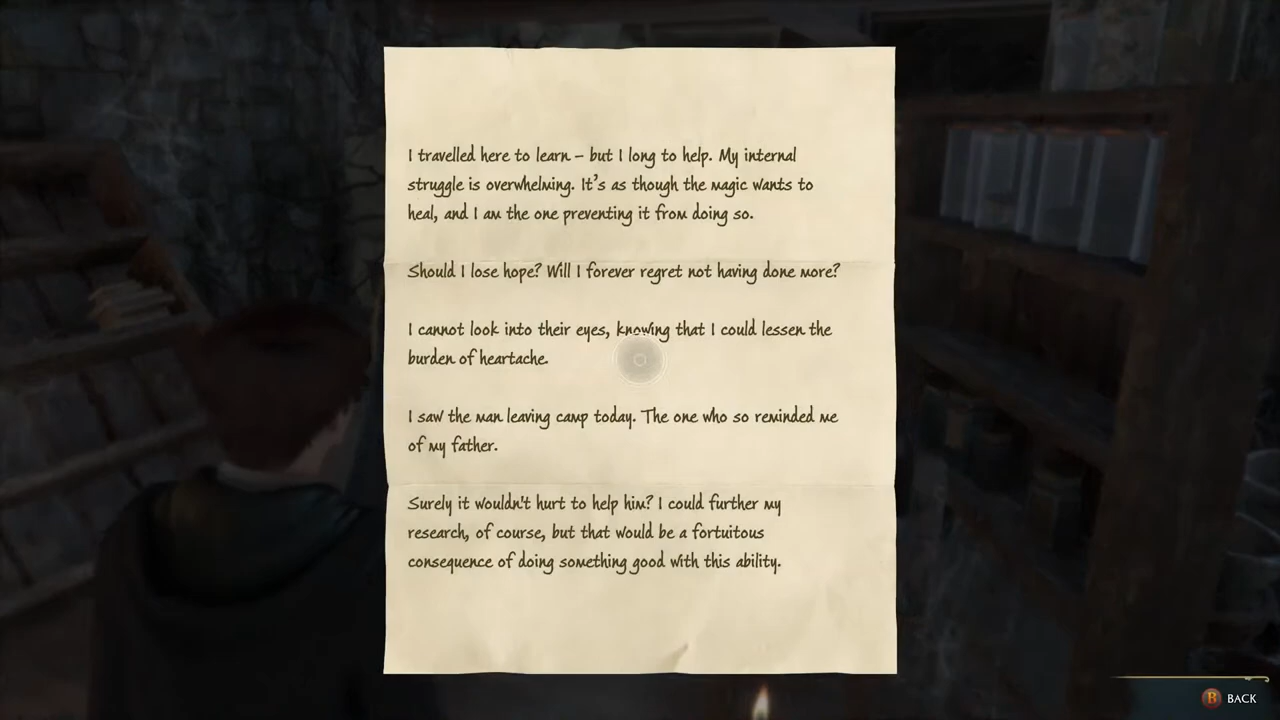 I travelled here to learn – but I long to help. My internal
struggle is overwhelming. It's as though the magic wants to
heal, and I am the one preventing it from doing so.
Should I lose hope? Will I forever regret not having done more?
I cannot look into their eyes, knowing that I could lessen the
burden of heartache.
I saw the man leaving camp today. The one who so reminded me
of my father.
Surely it wouldn't hurt to help him? I could further my
research, of course, but that would be a fortuitous
consequence of doing something good with this ability.
B BACK